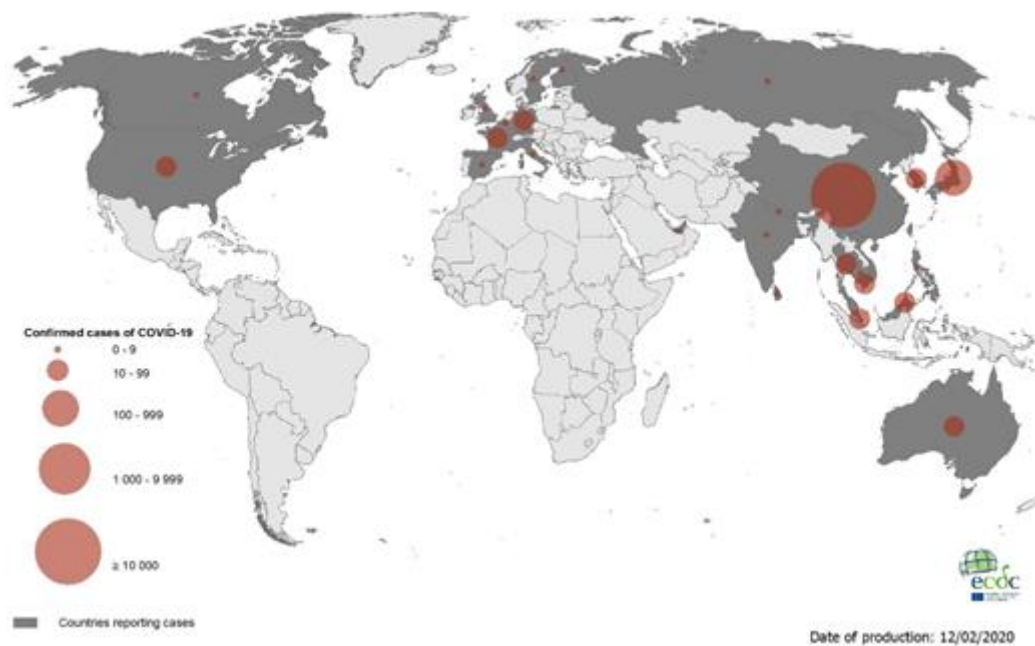 Confirmed cases of COVID-19
0 - 9
10 - 99
100 - 999
1 000 - 9 999
≥ 10 000
Countries reporting cases
ecdc
Date of production: 12/02/2020